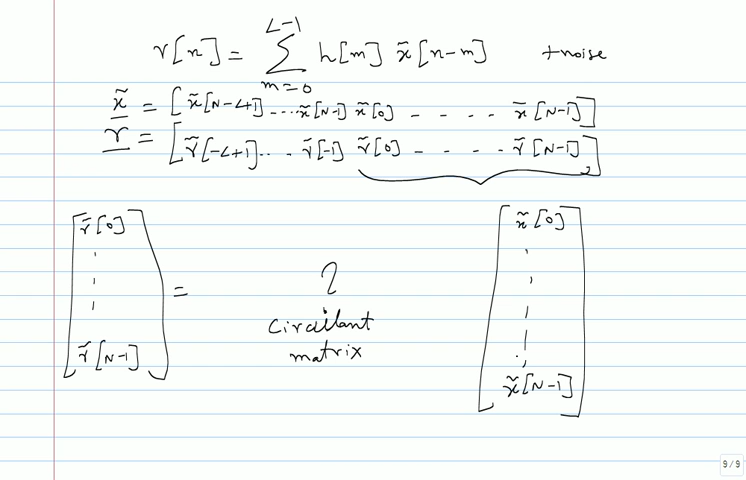 r[n] = L-1 ∑ m=0 h[m] x̃[n-m] + noise
x̃ = [x̃[N-L+1] .... x̃[N-1] x̃[0] - - - - x̃[N-1]]
r̃ = [r̃[-L+1] .. r̃[-1] r̃[0] - - - - r̃[N-1]]
[r̃[0] ⋮ r̃[N-1]] = ? [x̃[0] ⋮ x̃[N-1]]
circulant
matrix
9/9